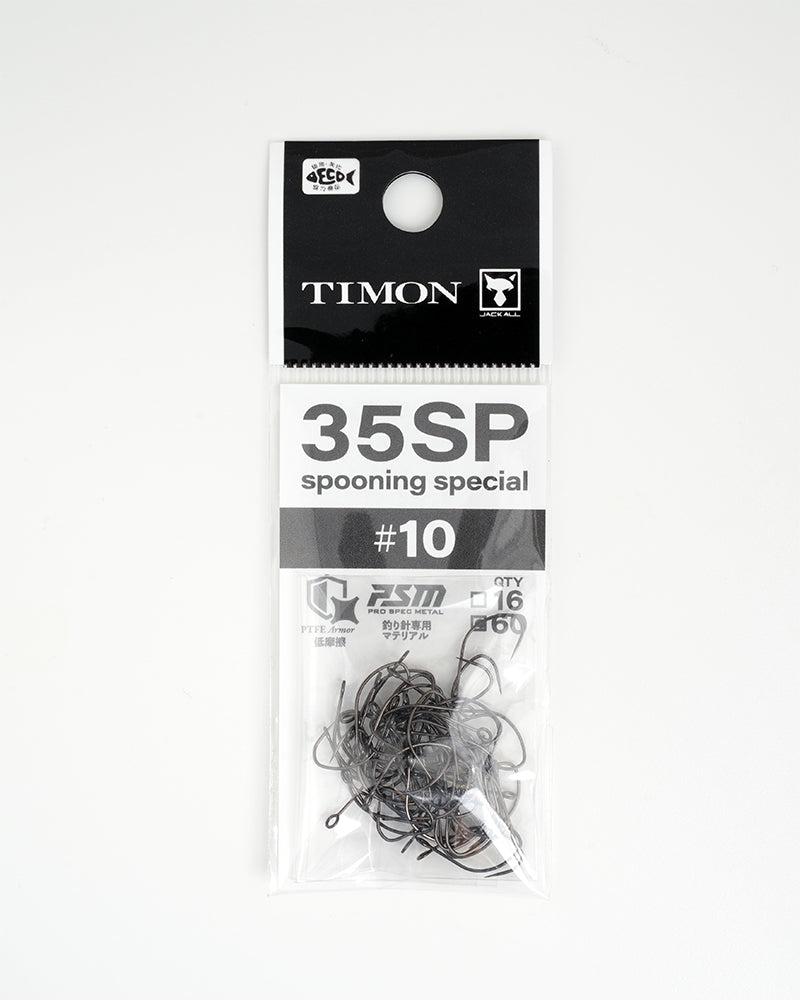 ECO
TIMON
JACKALL
35SP
spooning special
#10
PSM
PRO SPEC METAL
QTY
16
60
PTFE Armor
低摩擦
釣り針専用
マテリアル